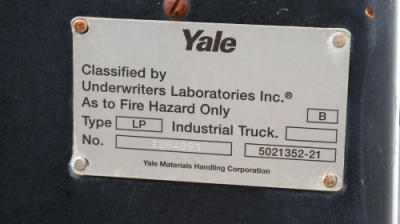 Yale
Classified by
Underwriters Laboratories Inc.®
As to Fire Hazard Only B
Type LP Industrial Truck.
No. 5021352-21
Yale Materials Handling Corporation